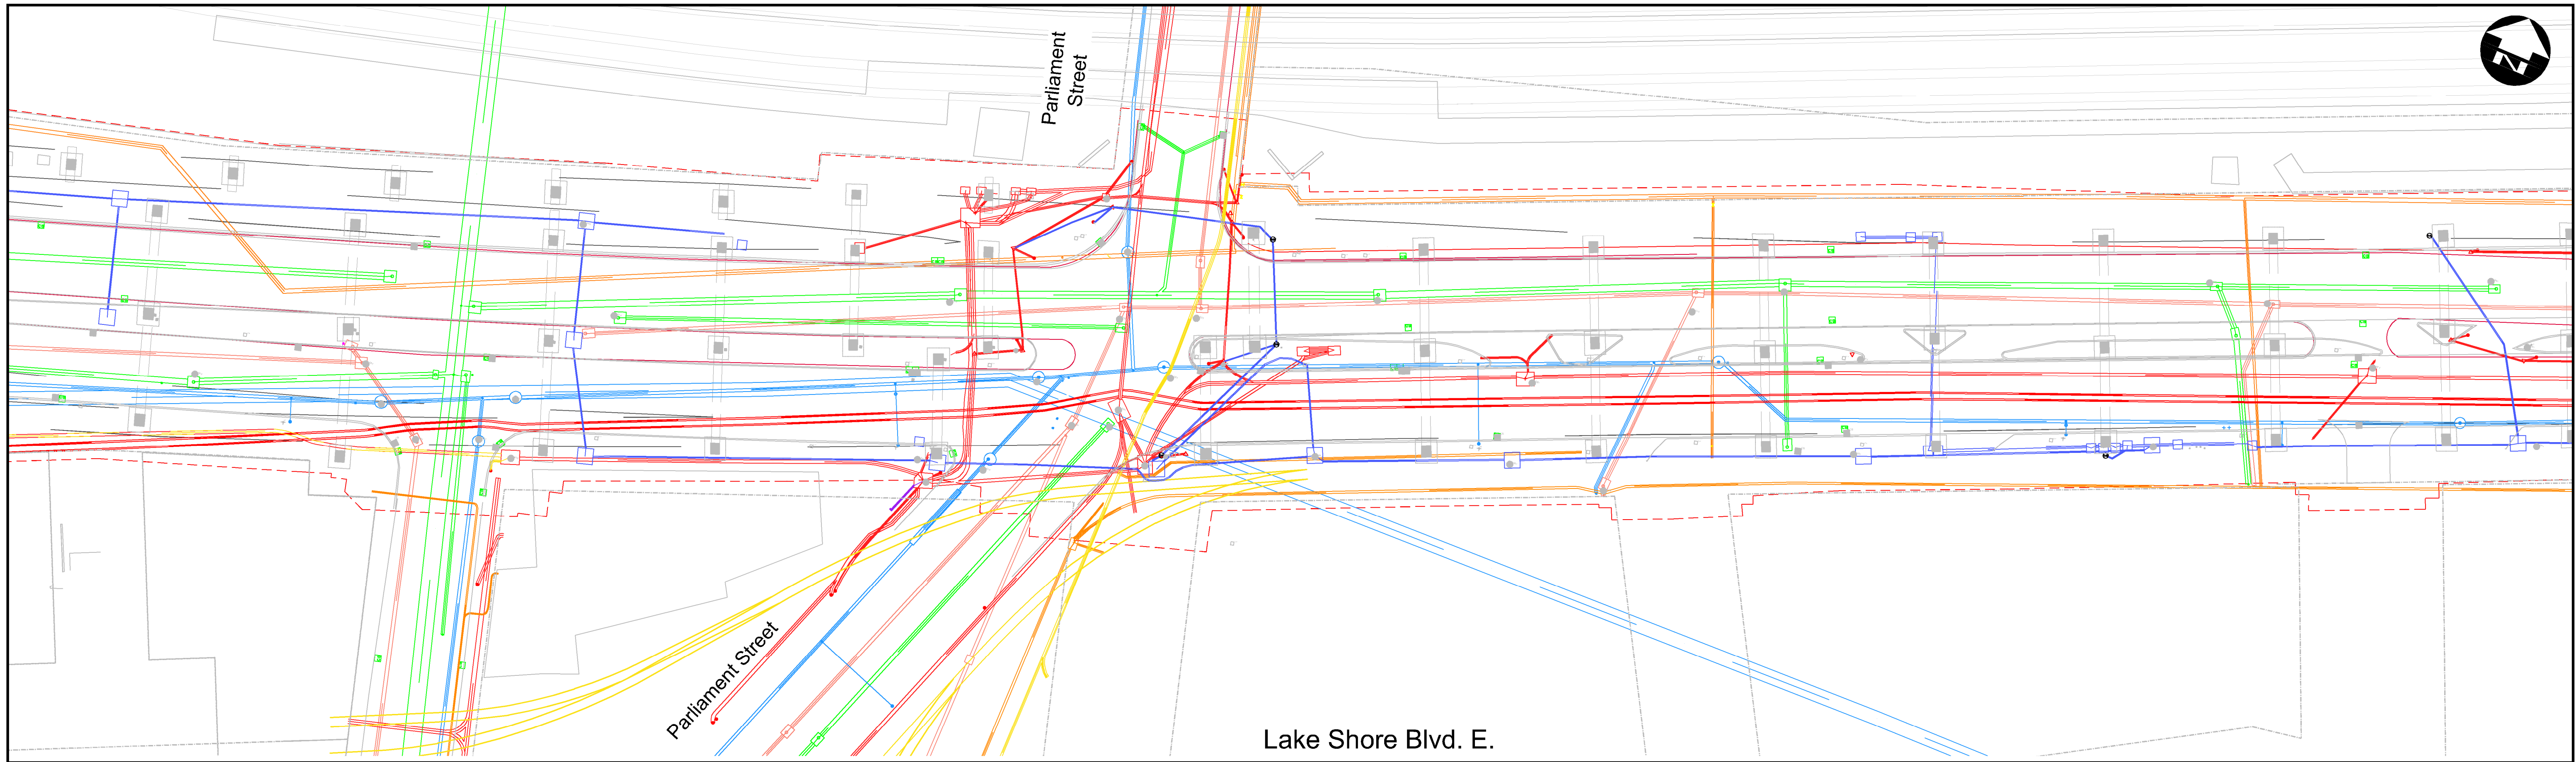 Parliament
Street
N
Parliament Street
Lake Shore Blvd. E.